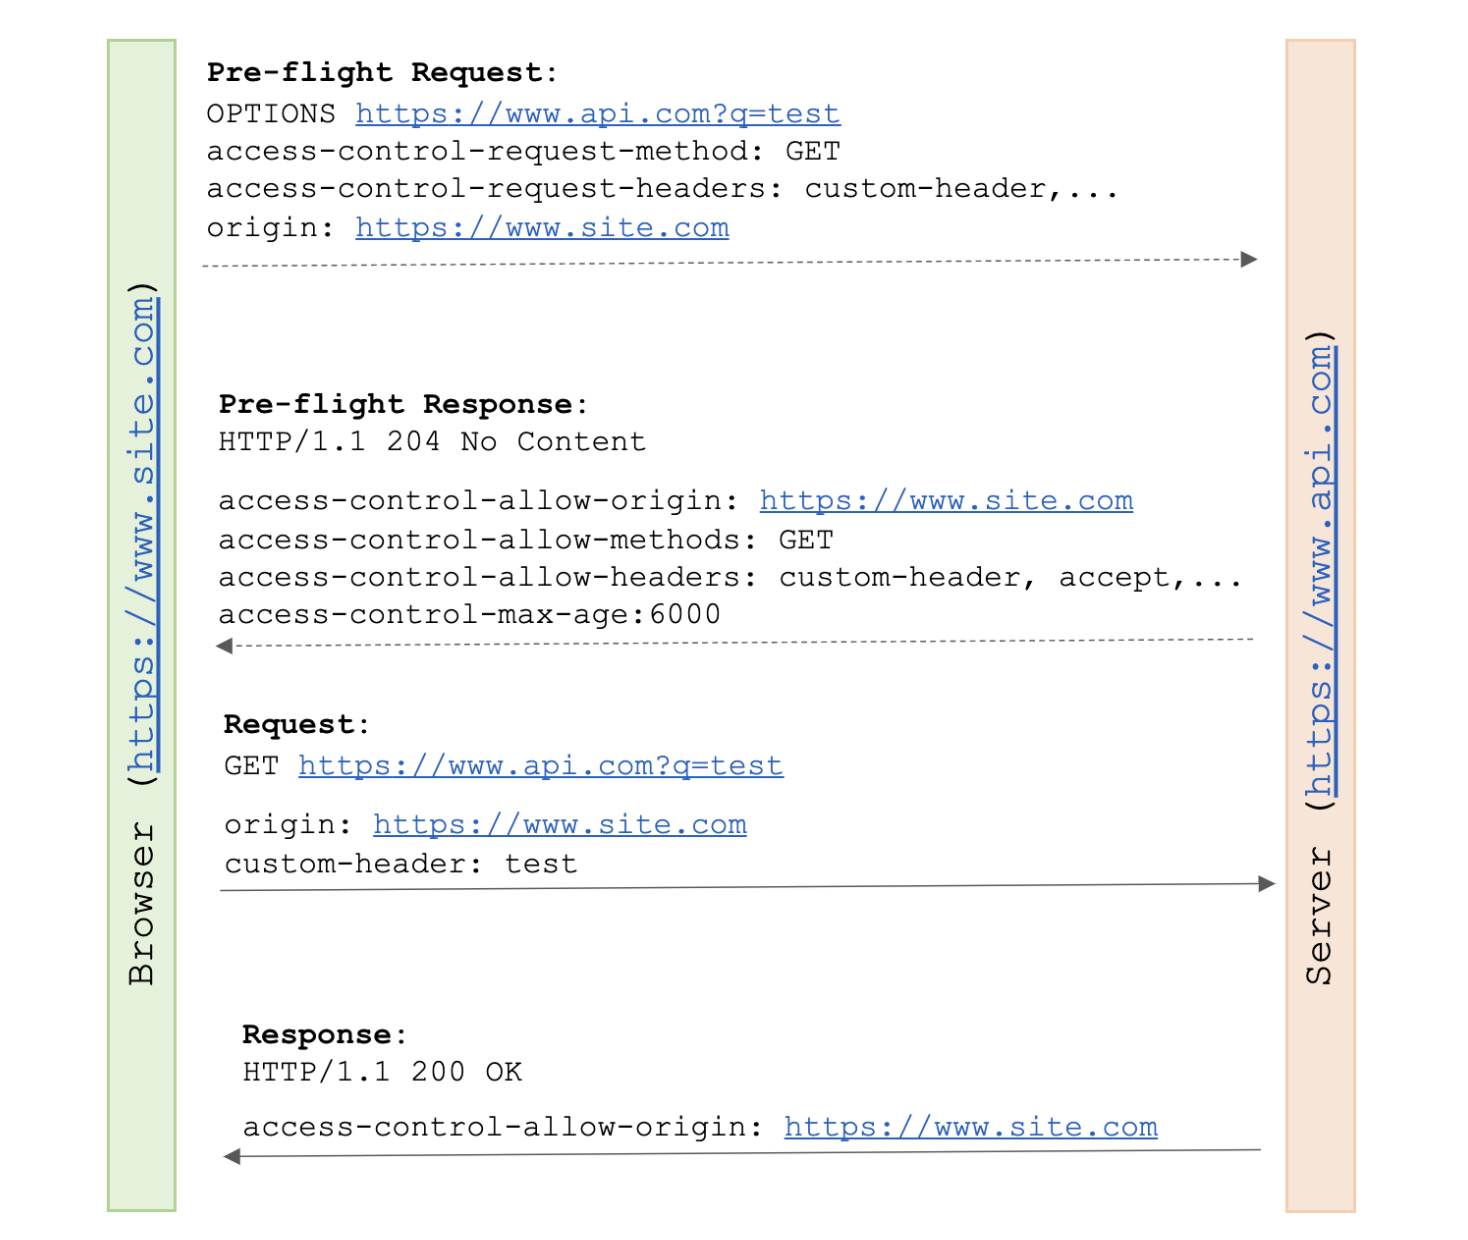 Pre-flight Request:
OPTIONS https://www.api.com?q=test
access-control-request-method: GET
access-control-request-headers: custom-header,...
origin: https://www.site.com
Browser (https://www.site.com)
Server (https://www.api.com)
Pre-flight Response:
HTTP/1.1 204 No Content
access-control-allow-origin: https://www.site.com
access-control-allow-methods: GET
access-control-allow-headers: custom-header, accept,...
access-control-max-age:6000
Request:
GET https://www.api.com?q=test
origin: https://www.site.com
custom-header: test
Response:
HTTP/1.1 200 OK
access-control-allow-origin: https://www.site.com